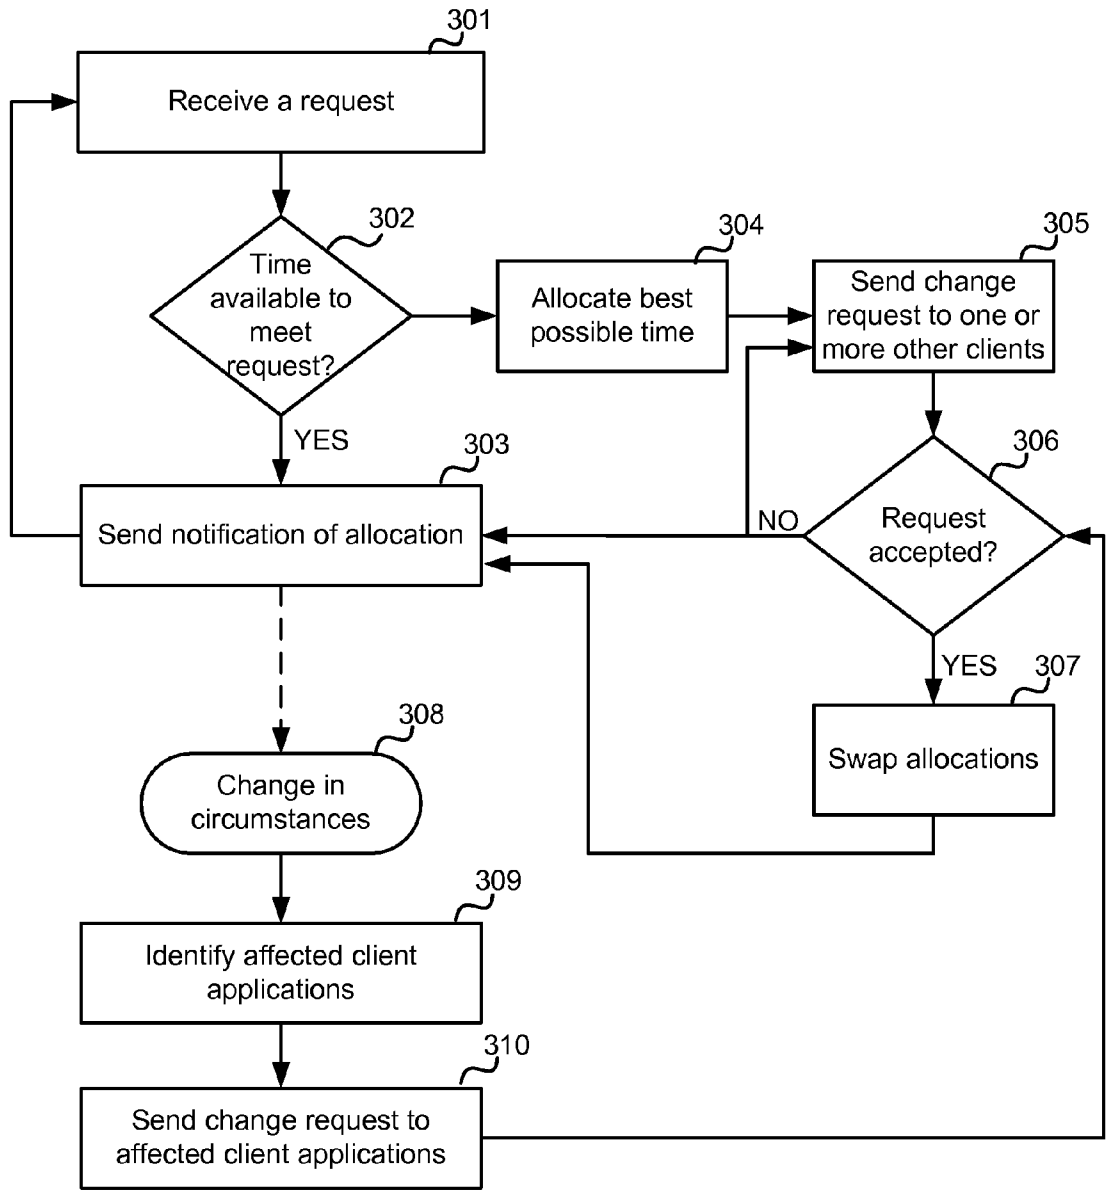 301
Receive a request
302
Time
available to
meet
request?
304
Allocate best
possible time
305
Send change
request to one or
more other clients
YES
303
Send notification of allocation
306
NO
Request
accepted?
YES
307
Swap allocations
308
Change in
circumstances
309
Identify affected client
applications
310
Send change request to
affected client applications